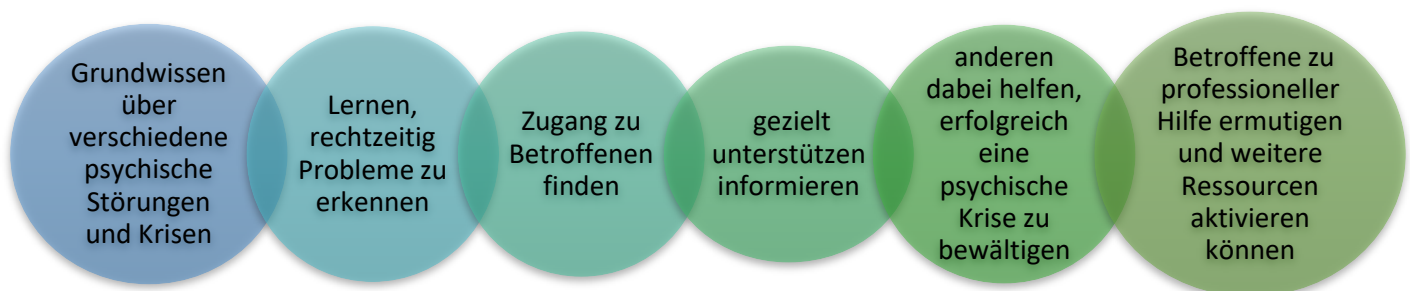 Grundwissen
über
verschiedene
psychische
Störungen
und Krisen
Lernen,
rechtzeitig
Probleme zu
erkennen
Zugang zu
Betroffenen
finden
gezielt
unterstützen
informieren
anderen
dabei helfen,
erfolgreich
eine
psychische
Krise zu
bewältigen
Betroffene zu
professioneller
Hilfe ermutigen
und weitere
Ressourcen
aktivieren
können